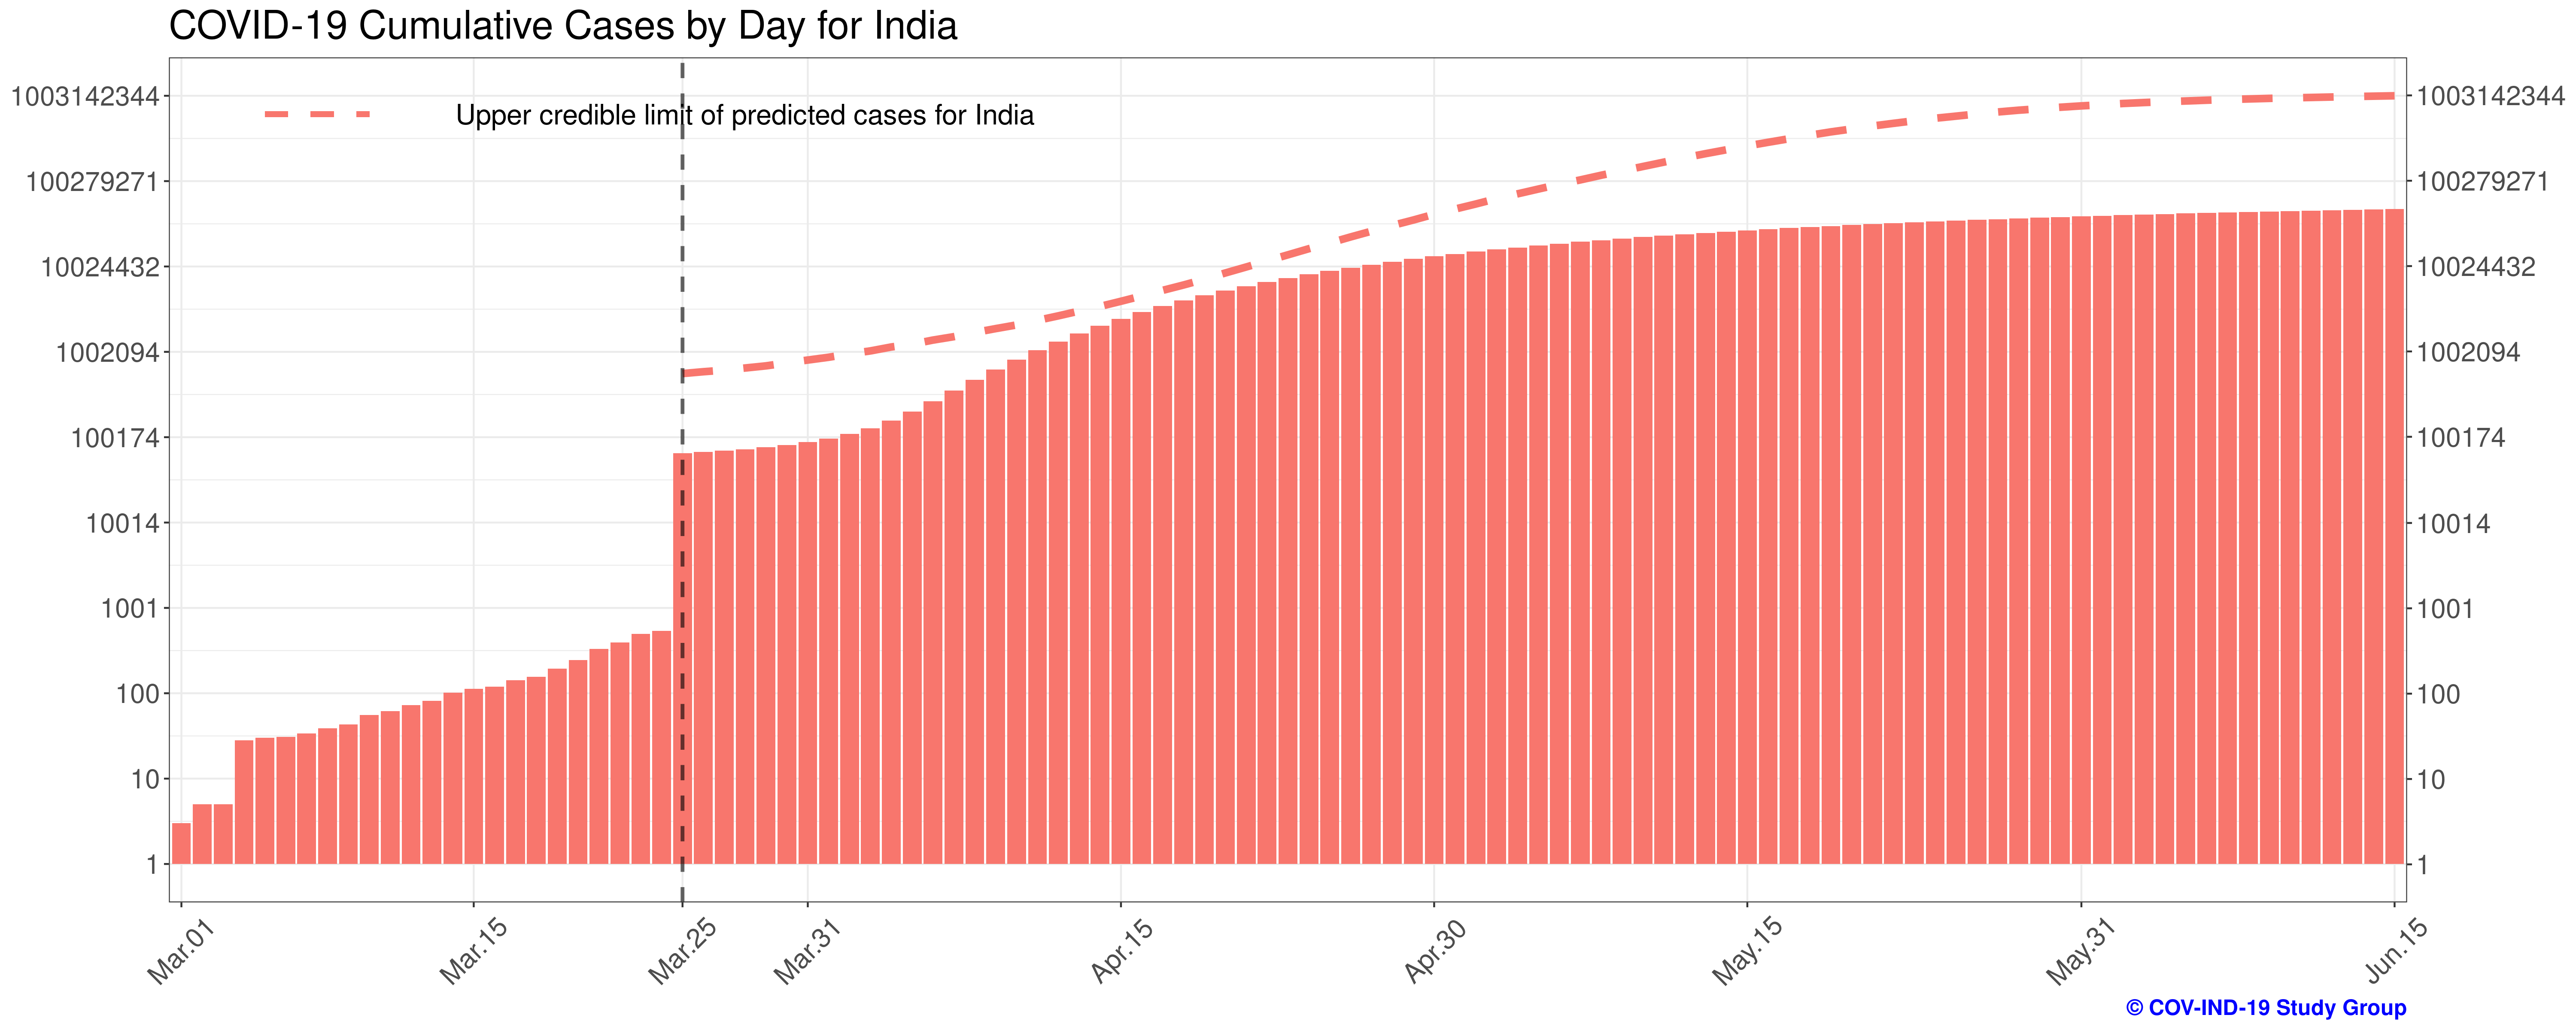 COVID-19 Cumulative Cases by Day for India
Upper credible limit of predicted cases for India
1003142344
100279271
10024432
1002094
100174
10014
1001
100
10
1
1003142344
100279271
10024432
1002094
100174
10014
1001
100
10
1
Mar.01
Mar.15
Mar.25
Mar.31
Apr.15
Apr.30
May.15
May.31
Jun.15
© COV-IND-19 Study Group